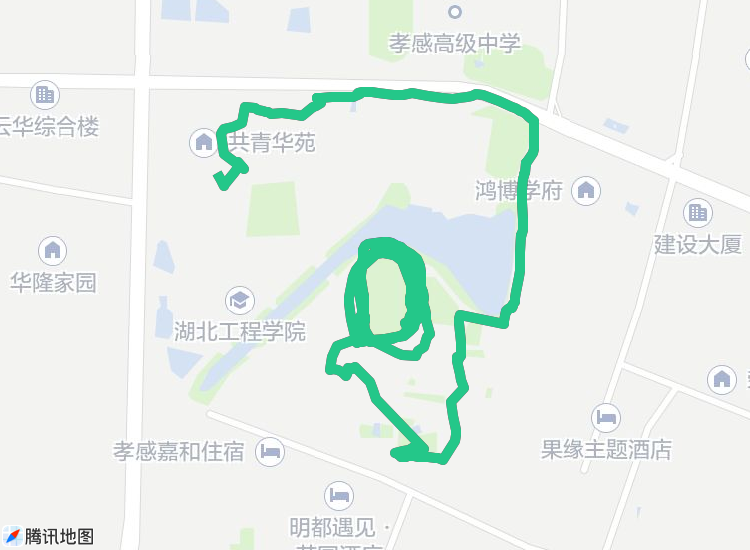 孝感高级中学
云华综合楼
共青华苑
鸿博学府
建设大厦
华隆家园
湖北工程学院
孝感嘉和住宿
果缘主题酒店
明都遇见·
腾讯地图